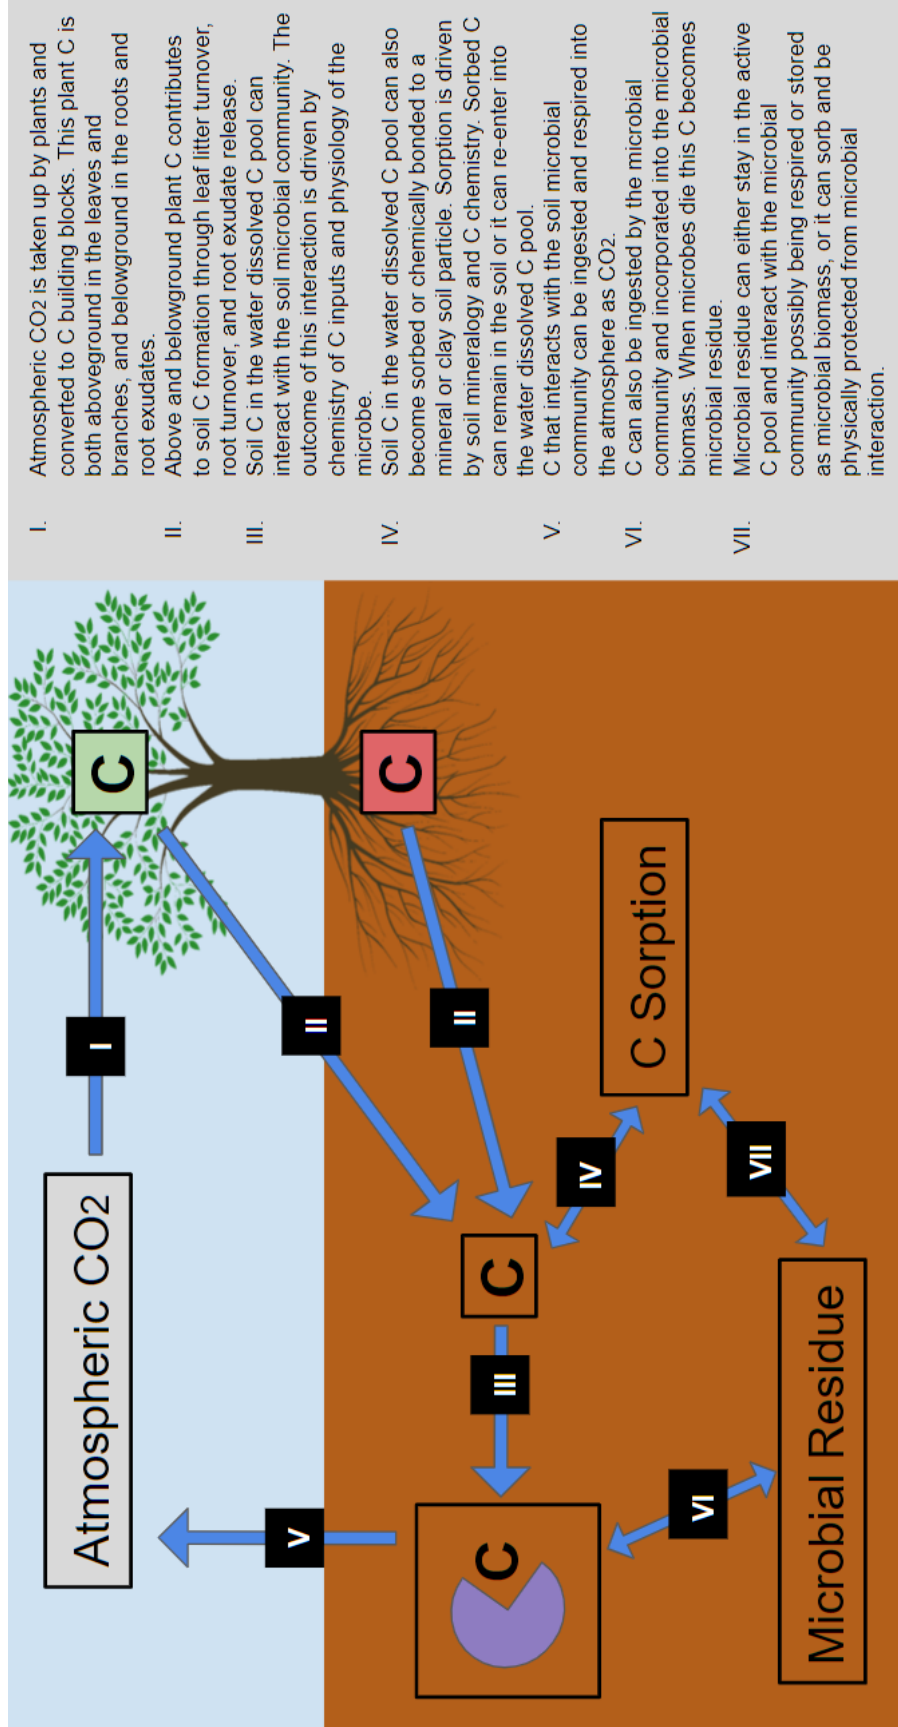 Atmospheric CO2
I
C
II
C
II
C
III
C
V
IV
C Sorption
VI
VII
Microbial Residue
I. Atmospheric CO2 is taken up by plants and
converted to C building blocks. This plant C is
both aboveground in the leaves and
branches, and belowground in the roots and
root exudates.
II. Above and belowground plant C contributes
to soil C formation through leaf litter turnover,
root turnover, and root exudate release.
III. Soil C in the water dissolved C pool can
interact with the soil microbial community. The
outcome of this interaction is driven by
chemistry of C inputs and physiology of the
microbe.
IV. Soil C in the water dissolved C pool can also
become sorbed or chemically bonded to a
mineral or clay soil particle. Sorption is driven
by soil mineralogy and C chemistry. Sorbed C
can remain in the soil or it can re-enter into
the water dissolved C pool.
V. C that interacts with the soil microbial
community can be ingested and respired into
the atmosphere as CO2.
VI. C can also be ingested by the microbial
community and incorporated into the microbial
biomass. When microbes die this C becomes
microbial residue.
VII. Microbial residue can either stay in the active
C pool and interact with the microbial
community possibly being respired or stored
as microbial biomass, or it can sorb and be
physically protected from microbial
interaction.